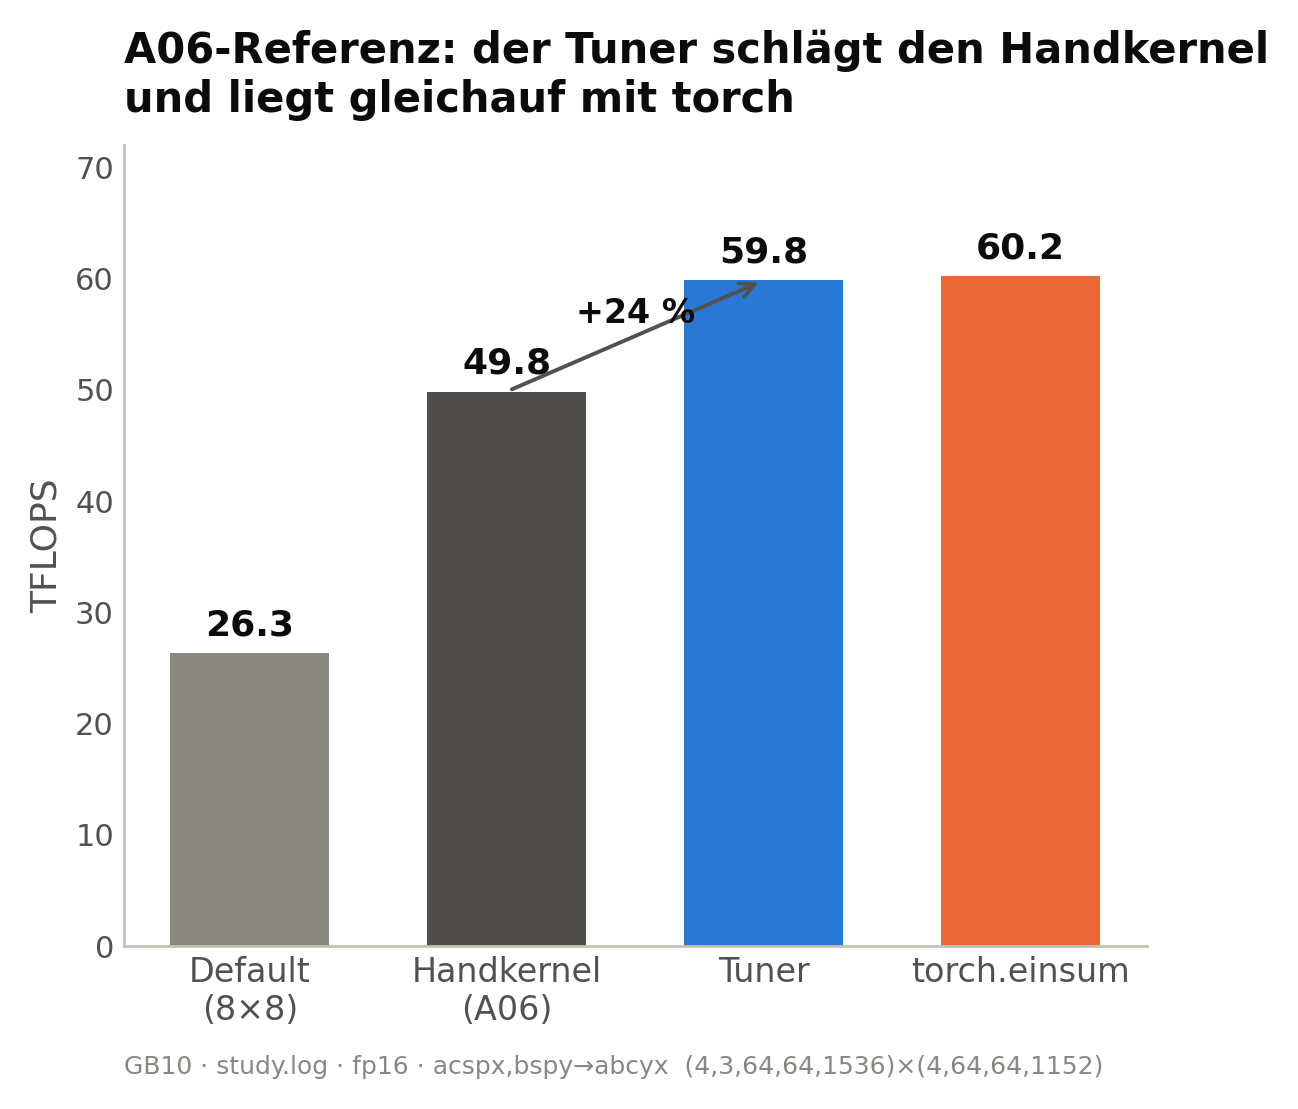 A06-Referenz: der Tuner schlägt den Handkernel
und liegt gleichauf mit torch
70
60
50
40
30
20
10
0
TFLOPS
26.3
49.8
+24 %
59.8
60.2
Default
(8×8)
Handkernel
(A06)
Tuner
torch.einsum
GB10 · study.log · fp16 · acspx,bspy→abcyx (4,3,64,64,1536)×(4,64,64,1152)